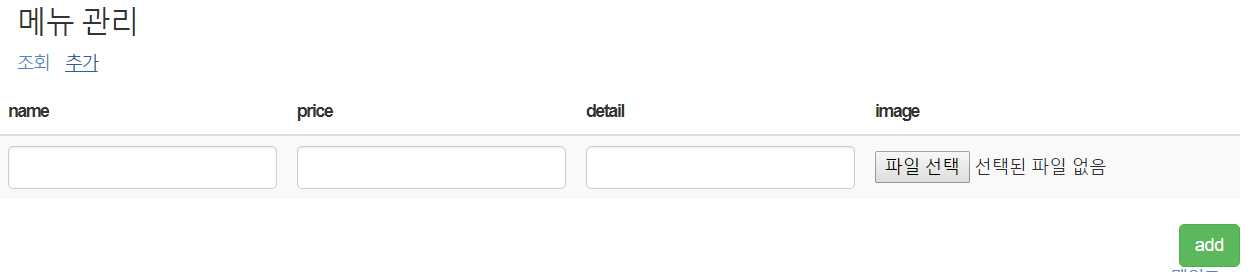 메뉴 관리
조회 추가
name price detail image
파일 선택 선택된 파일 없음
add